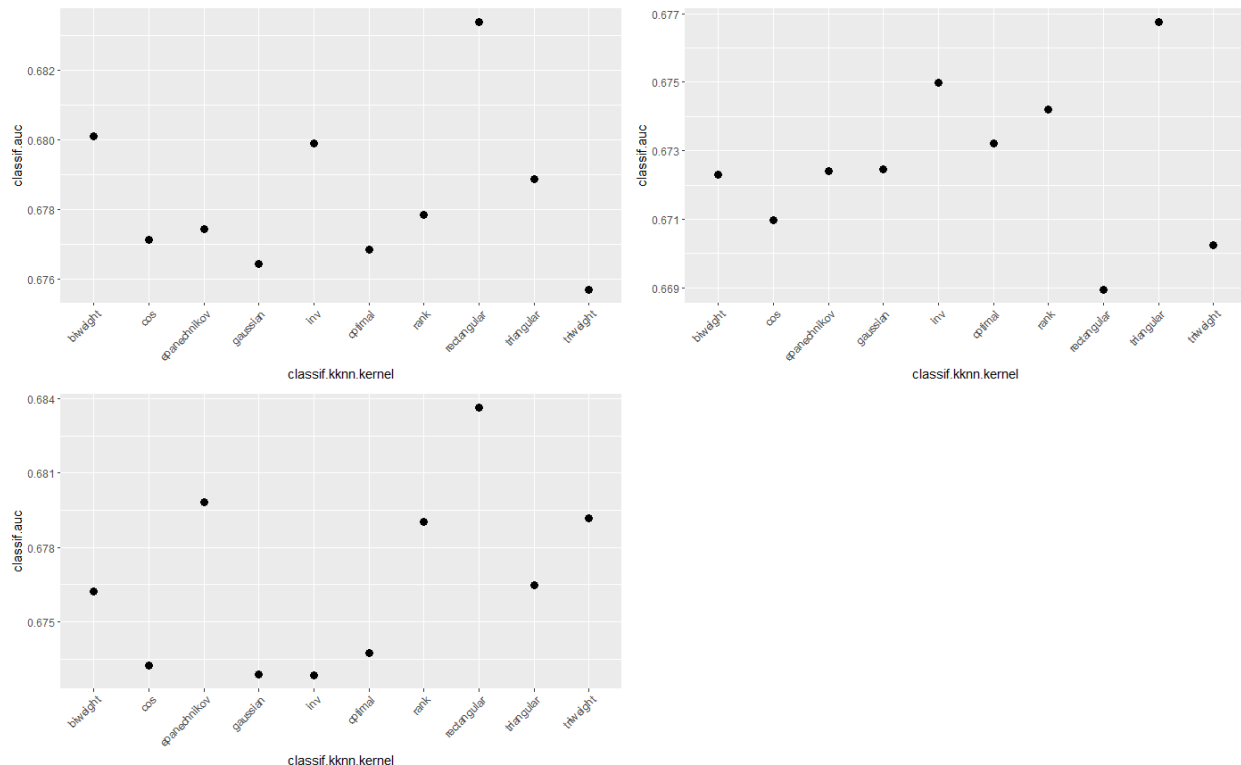 classif.auc
0.682
0.680
0.678
0.676
biweight
cos
epanechnikov
gaussian
inv
optimal
rank
rectangular
triangular
triweight
classif.kknn.kernel
classif.auc
0.677
0.675
0.673
0.671
0.669
biweight
cos
epanechnikov
gaussian
inv
optimal
rank
rectangular
triangular
triweight
classif.kknn.kernel
classif.auc
0.684
0.681
0.678
0.675
biweight
cos
epanechnikov
gaussian
inv
optimal
rank
rectangular
triangular
triweight
classif.kknn.kernel